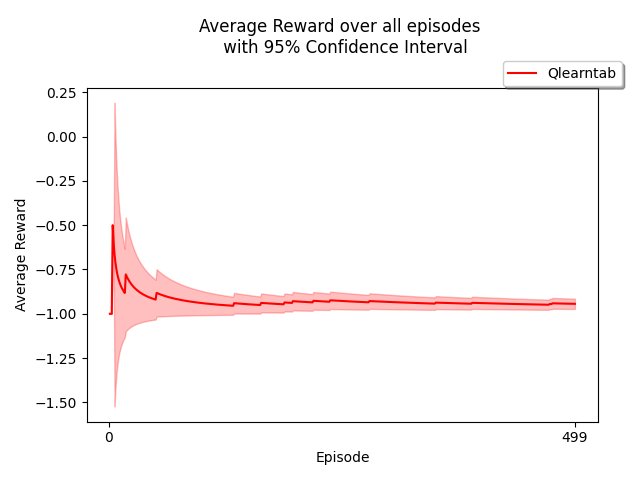 Average Reward over all episodes
with 95% Confidence Interval
Qlearntab
0.25
0.00
−0.25
−0.50
−0.75
−1.00
−1.25
−1.50
Average Reward
0
499
Episode